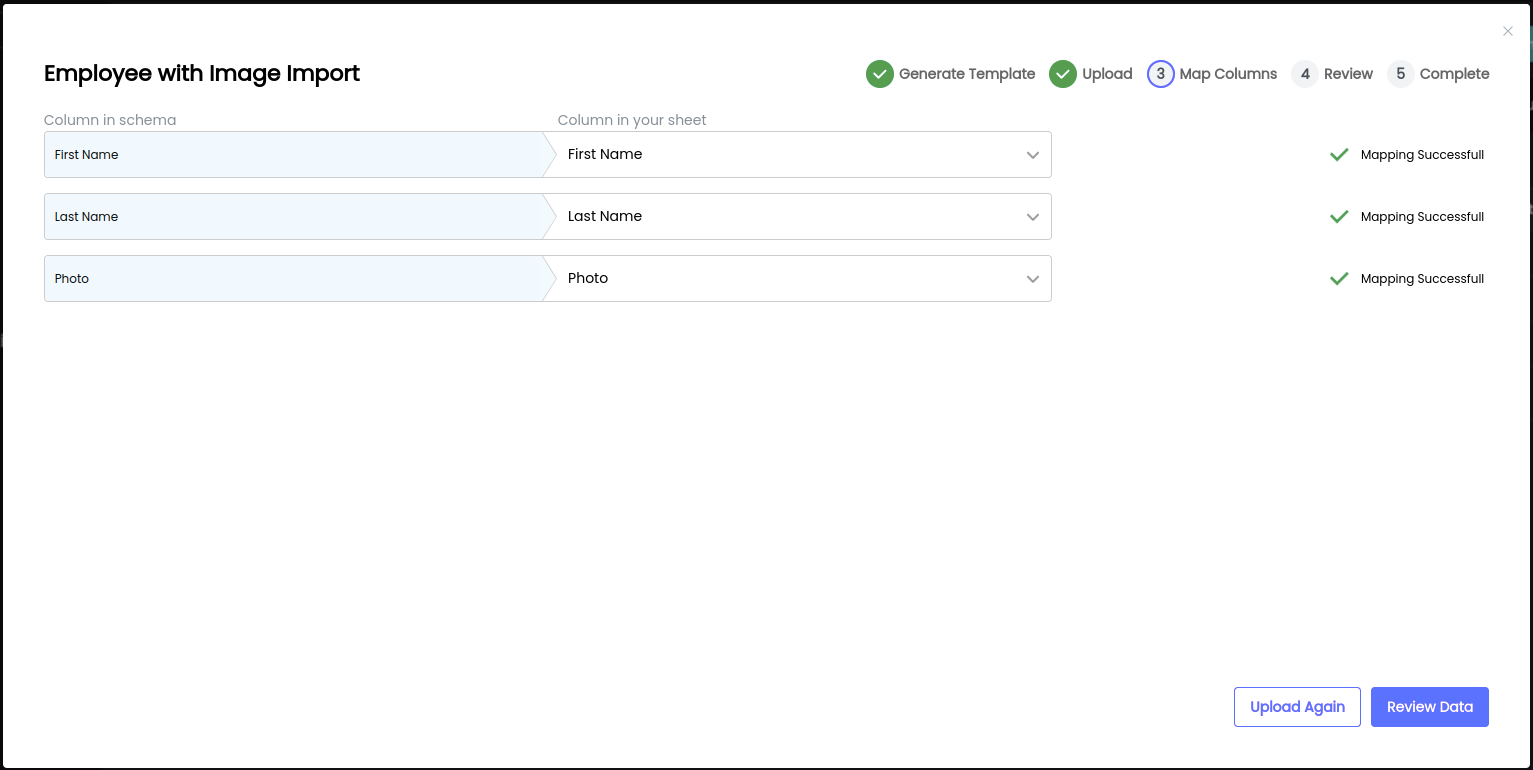 Employee with Image Import
Generate Template
Upload
3 Map Columns
4 Review
5 Complete
Column in schema
Column in your sheet
First Name
First Name
Mapping Successfull
Last Name
Last Name
Mapping Successfull
Photo
Photo
Mapping Successfull
Upload Again
Review Data